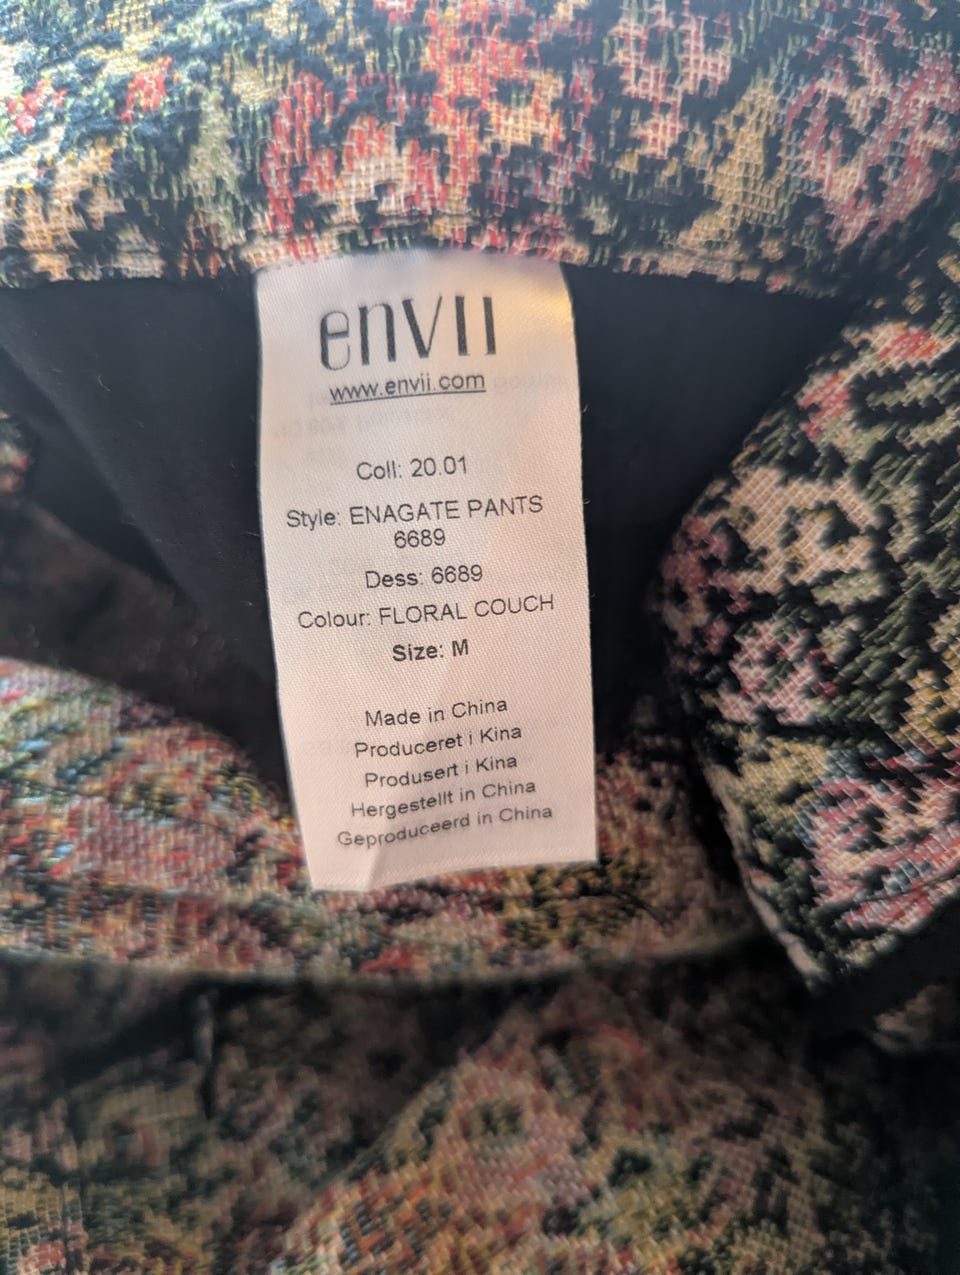 envii
www.envii.com
Coll: 20.01
Style: ENAGATE PANTS
6689
Dess: 6689
Colour: FLORAL COUCH
Size: M
Made in China
Produceret i Kina
Produsert i Kina
Hergestellt in China
Geproduceerd in China